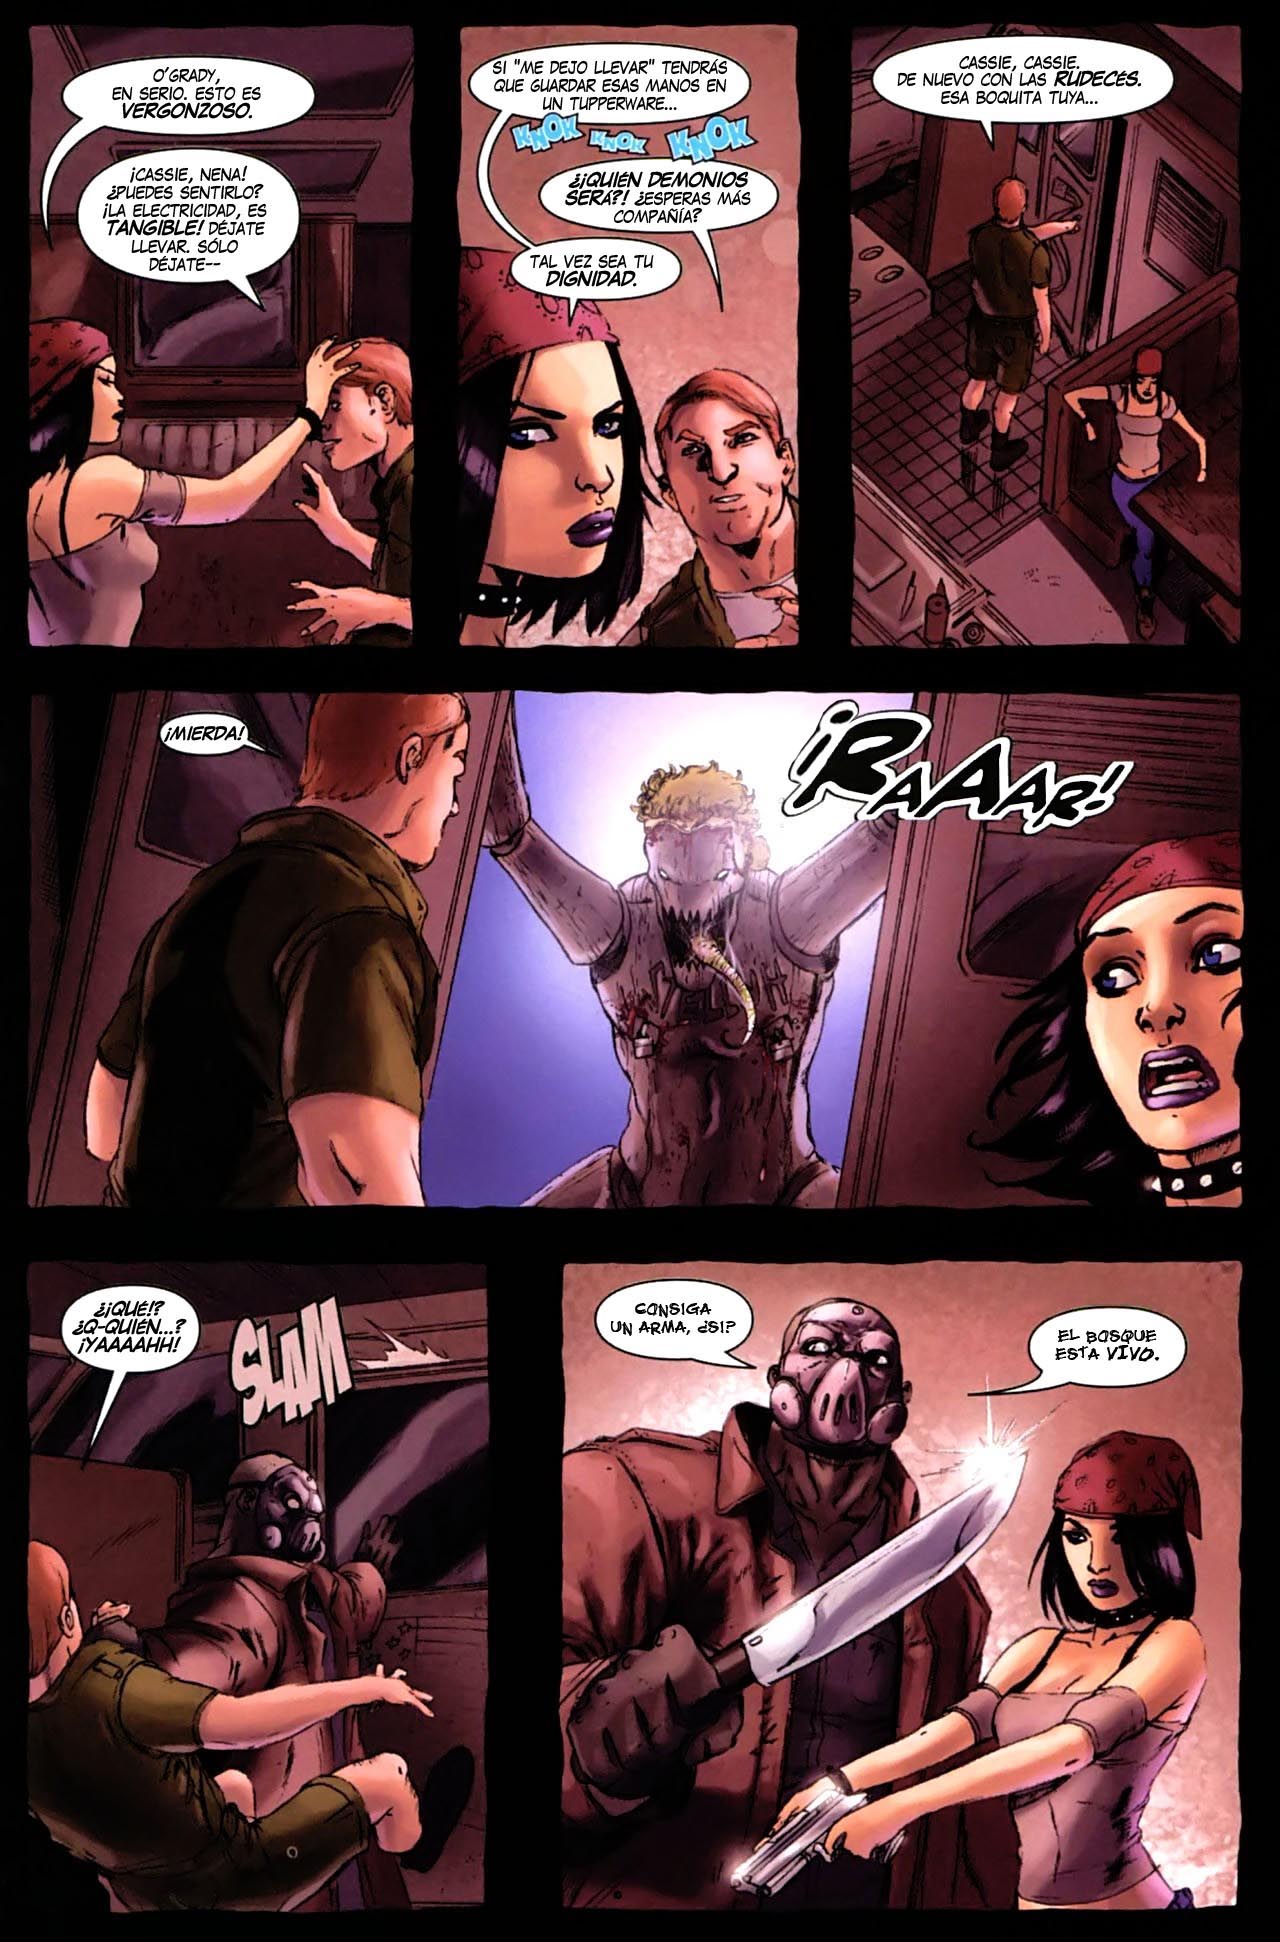 O'GRADY,
EN SERIO. ESTO ES
VERGONZOSO.
¡CASSIE, NENA!
¿PUEDES SENTIRLO?
¡LA ELECTRICIDAD, ES
TANGIBLE! DÉJATE
LLEVAR. SÓLO
DÉJATE--
SI "ME DEJO LLEVAR" TENDRÁS
QUE GUARDAR ESAS MANOS EN
UN TUPPERWARE...
KNOK KNOK KNOK
¿¡QUIÉN DEMONIOS
SERÁ?! ¿ESPERAS MÁS
COMPAÑÍA?
TAL VEZ SEA TU
DIGNIDAD.
CASSIE, CASSIE.
DE NUEVO CON LAS RUDECES.
ESA BOQUITA TUYA...
¡MIERDA!
¡RAAAAR!
¿¡QUÉ!?
¿Q-QUIÉN...?
¡YAAAAHH!
SLAM
CONSIGA
UN ARMA, ¿SI?
EL BOSQUE
ESTA VIVO.